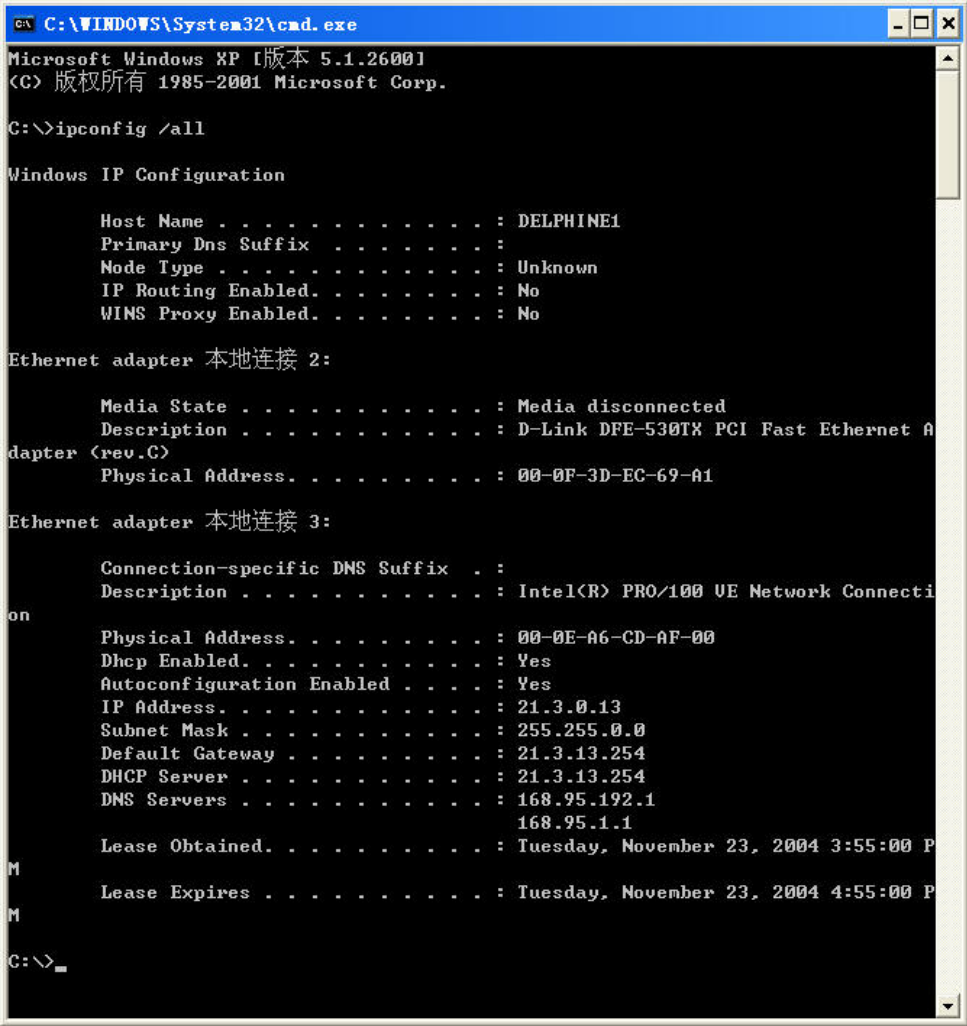 C:\WINDOWS\System32\cmd.exe
Microsoft Windows XP [版本 5.1.2600]
(C) 版权所有 1985-2001 Microsoft Corp.
C:\>ipconfig /all
Windows IP Configuration
Host Name . . . . . . . . . . . . : DELPHINE1
Primary Dns Suffix  . . . . . . . :
Node Type . . . . . . . . . . . . : Unknown
IP Routing Enabled. . . . . . . . : No
WINS Proxy Enabled. . . . . . . . : No
Ethernet adapter 本地连接 2:
Media State . . . . . . . . . . . : Media disconnected
Description . . . . . . . . . . . : D-Link DFE-530TX PCI Fast Ethernet A
dapter (rev.C)
Physical Address. . . . . . . . . : 00-0F-3D-EC-69-A1
Ethernet adapter 本地连接 3:
Connection-specific DNS Suffix  . :
Description . . . . . . . . . . . : Intel(R) PRO/100 VE Network Connecti
on
Physical Address. . . . . . . . . : 00-0E-A6-CD-AF-00
Dhcp Enabled. . . . . . . . . . . : Yes
Autoconfiguration Enabled . . . . : Yes
IP Address. . . . . . . . . . . . : 21.3.0.13
Subnet Mask . . . . . . . . . . . : 255.255.0.0
Default Gateway . . . . . . . . . : 21.3.13.254
DHCP Server . . . . . . . . . . . : 21.3.13.254
DNS Servers . . . . . . . . . . . : 168.95.192.1
168.95.1.1
Lease Obtained. . . . . . . . . . : Tuesday, November 23, 2004 3:55:00 P
M
Lease Expires . . . . . . . . . . : Tuesday, November 23, 2004 4:55:00 P
M
C:\>_